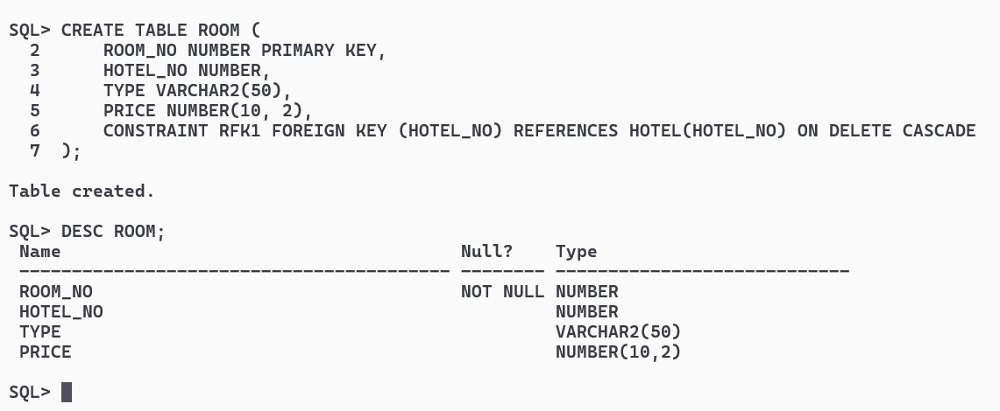 SQL> CREATE TABLE ROOM (
  2      ROOM_NO NUMBER PRIMARY KEY,
  3      HOTEL_NO NUMBER,
  4      TYPE VARCHAR2(50),
  5      PRICE NUMBER(10, 2),
  6      CONSTRAINT RFK1 FOREIGN KEY (HOTEL_NO) REFERENCES HOTEL(HOTEL_NO) ON DELETE CASCADE
  7  );
Table created.
SQL> DESC ROOM;
 Name                                      Null?    Type
 ----------------------------------------- -------- ----------------------------
 ROOM_NO                                   NOT NULL NUMBER
 HOTEL_NO                                           NUMBER
 TYPE                                               VARCHAR2(50)
 PRICE                                              NUMBER(10,2)
SQL>